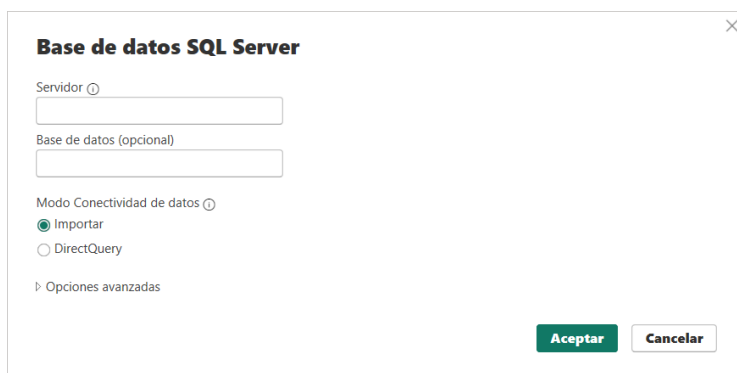 Base de datos SQL Server
Servidor
Base de datos (opcional)
Modo Conectividad de datos
Importar
DirectQuery
Opciones avanzadas
Aceptar Cancelar